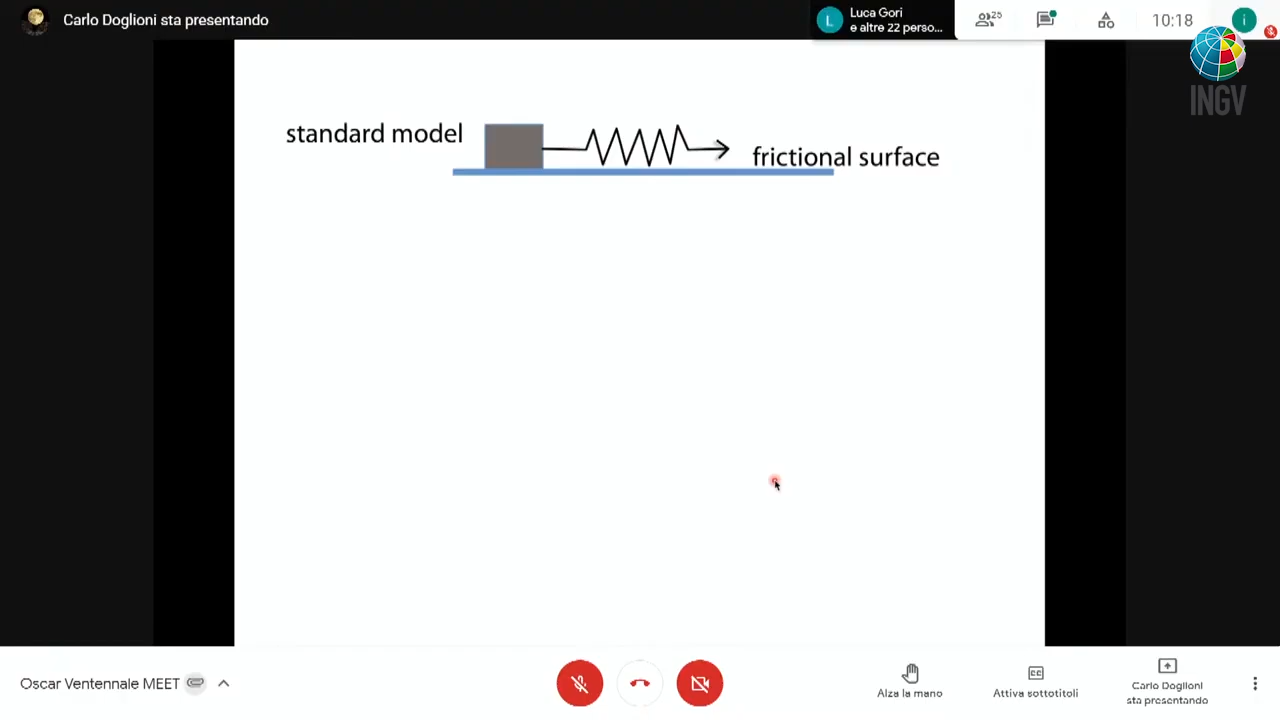 Carlo Doglioni sta presentando
Luca Gori
e altre 22 perso...
25
10:18
i
L
INGV
standard model
frictional surface
Oscar Ventennale MEET
Alza la mano
Attiva sottotitoli
Carlo Doglioni
sta presentando